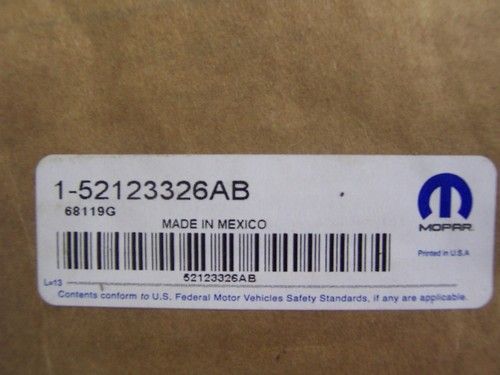 1-52123326AB
68119G
MADE IN MEXICO
MOPAR
Printed in U.S.A
52123326AB
Lx13
Contents conform to U.S. Federal Motor Vehicles Safety Standards, if any are applicable.